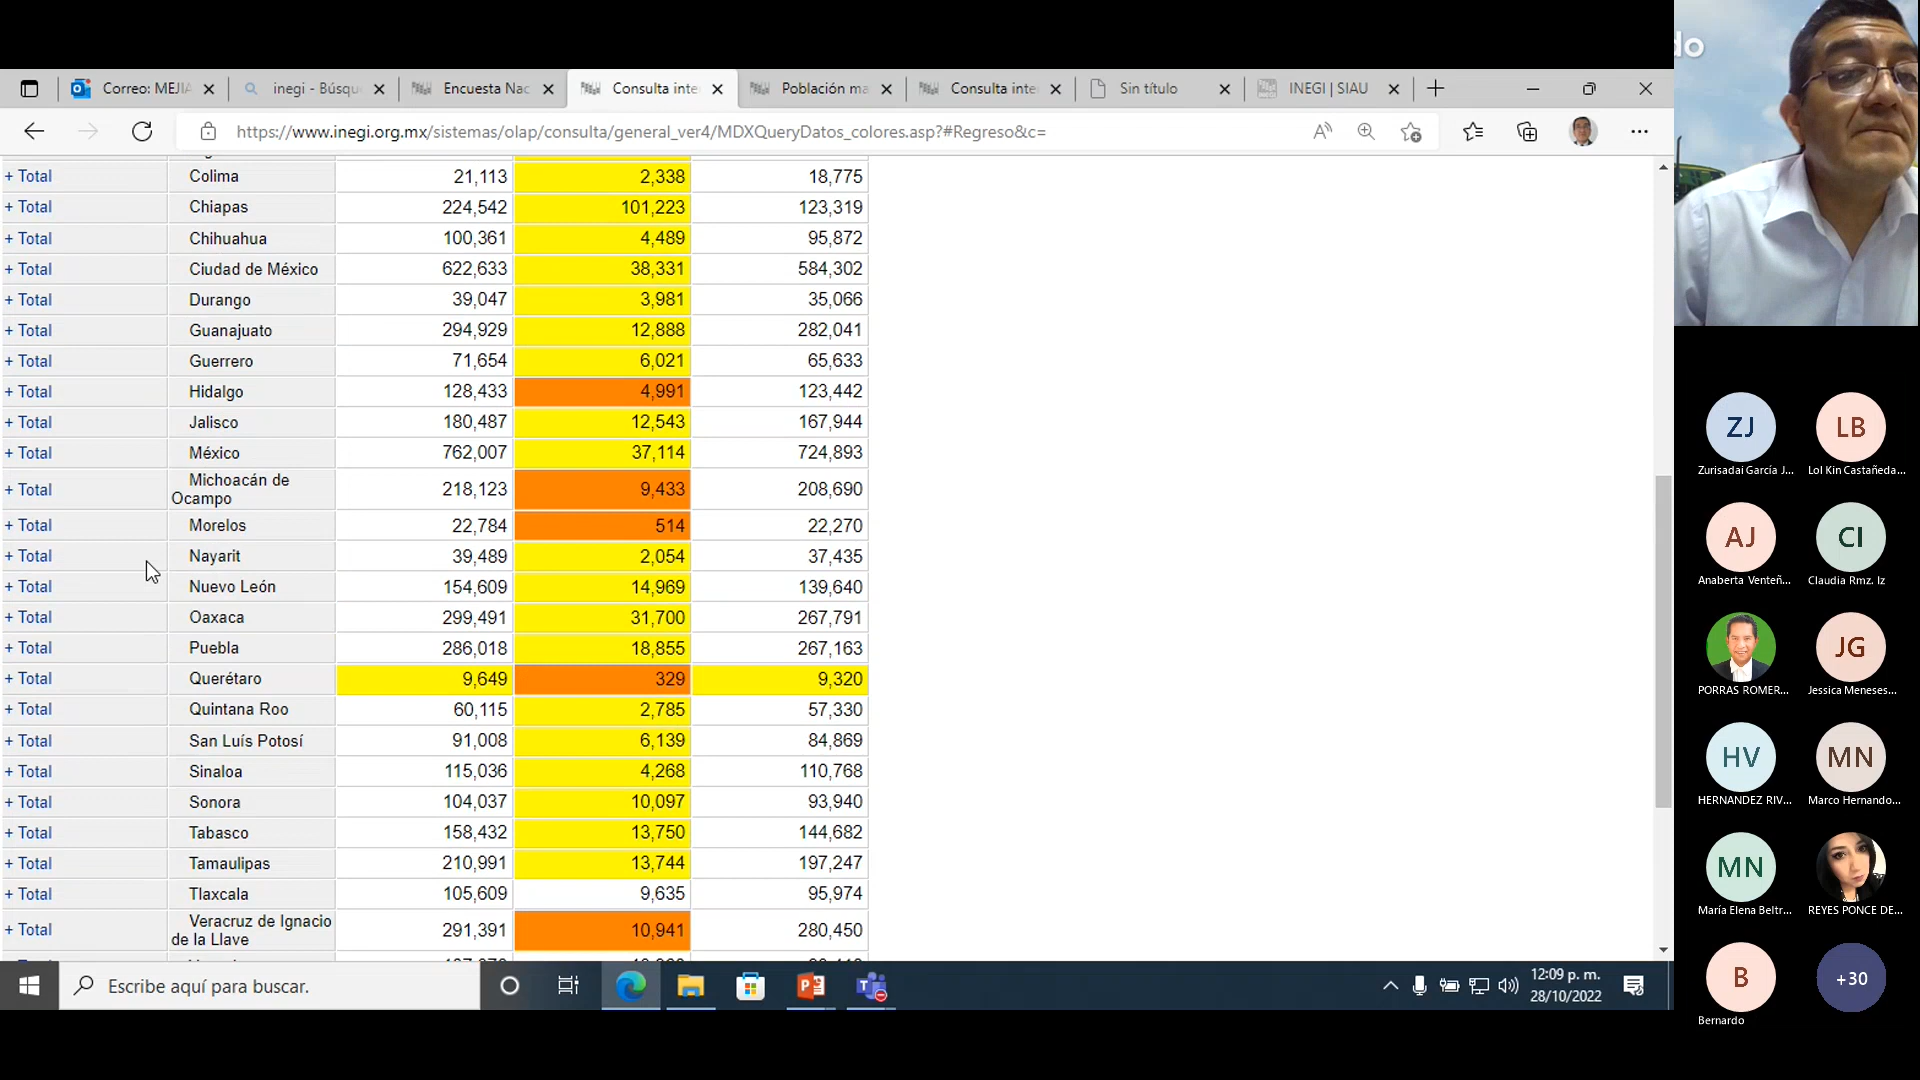 do
Correo: MEJIA
inegi - Búsqu
Encuesta Nac
Consulta inte
Población ma
Consulta inte
Sin título
INEGI | SIAU
https://www.inegi.org.mx/sistemas/olap/consulta/general_ver4/MDXQueryDatos_colores.asp?#Regreso&c=
+ Total Colima 21,113 2,338 18,775
+ Total Chiapas 224,542 101,223 123,319
+ Total Chihuahua 100,361 4,489 95,872
+ Total Ciudad de México 622,633 38,331 584,302
+ Total Durango 39,047 3,981 35,066
+ Total Guanajuato 294,929 12,888 282,041
+ Total Guerrero 71,654 6,021 65,633
+ Total Hidalgo 128,433 4,991 123,442
+ Total Jalisco 180,487 12,543 167,944
+ Total México 762,007 37,114 724,893
Michoacán de
+ Total Ocampo 218,123 9,433 208,690
+ Total Morelos 22,784 514 22,270
+ Total Nayarit 39,489 2,054 37,435
+ Total Nuevo León 154,609 14,969 139,640
+ Total Oaxaca 299,491 31,700 267,791
+ Total Puebla 286,018 18,855 267,163
+ Total Querétaro 9,649 329 9,320
+ Total Quintana Roo 60,115 2,785 57,330
+ Total San Luís Potosí 91,008 6,139 84,869
+ Total Sinaloa 115,036 4,268 110,768
+ Total Sonora 104,037 10,097 93,940
+ Total Tabasco 158,432 13,750 144,682
+ Total Tamaulipas 210,991 13,744 197,247
+ Total Tlaxcala 105,609 9,635 95,974
Veracruz de Ignacio
+ Total de la Llave 291,391 10,941 280,450
Escribe aquí para buscar.
12:09 p. m.
28/10/2022
ZJ
Zurisadai García J...
LB
Lol Kin Castañeda...
AJ
Anaberta Venteñ...
CI
Claudia Rmz. Iz
PORRAS ROMER...
JG
Jessica Meneses...
HV
HERNANDEZ RIV...
MN
Marco Hernando...
MN
María Elena Beltr...
REYES PONCE DE...
B
Bernardo
+30